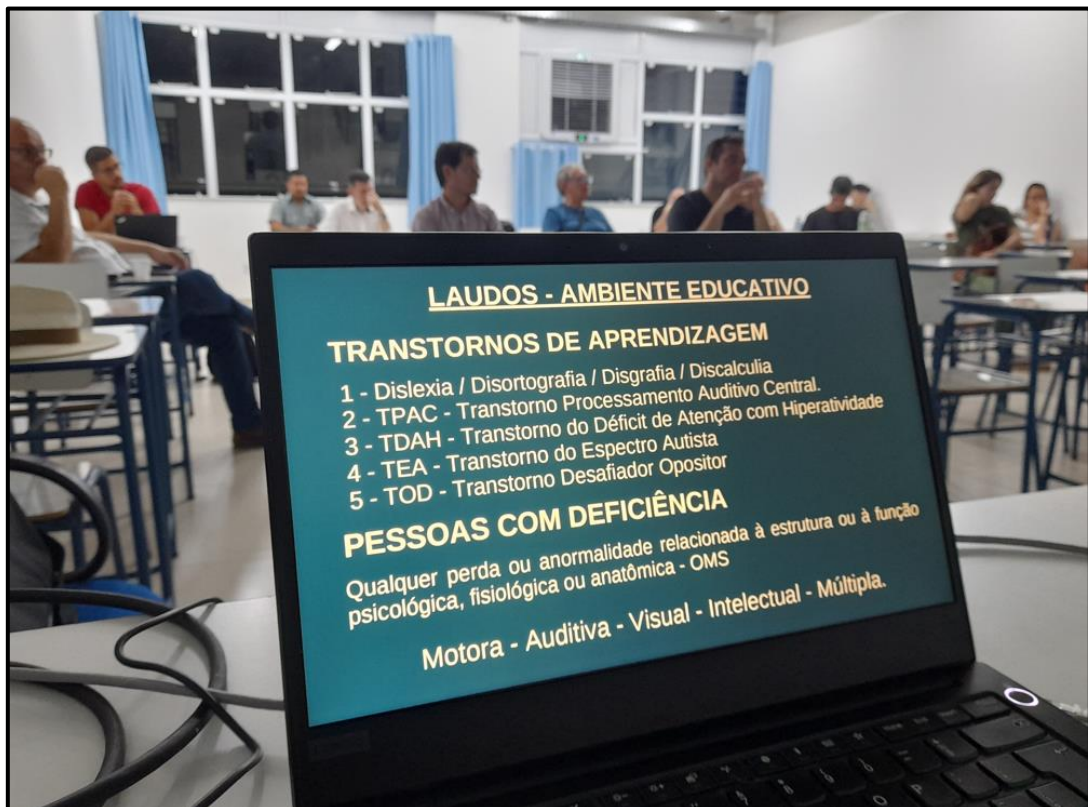 LAUDOS - AMBIENTE EDUCATIVO
TRANSTORNOS DE APRENDIZAGEM
1 - Dislexia / Disortografia / Disgrafia / Discalculia
2 - TPAC - Transtorno Processamento Auditivo Central.
3 - TDAH - Transtorno do Déficit de Atenção com Hiperatividade
4 - TEA - Transtorno do Espectro Autista
5 - TOD - Transtorno Desafiador Opositor
PESSOAS COM DEFICIÊNCIA
Qualquer perda ou anormalidade relacionada à estrutura ou à função
psicológica, fisiológica ou anatômica - OMS
Motora - Auditiva - Visual - Intelectual - Múltipla.